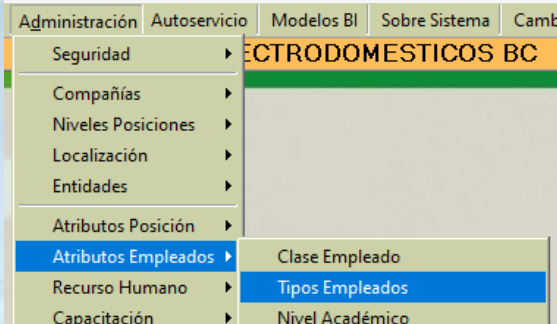 Administración Autoservicio Modelos BI Sobre Sistema
Seguridad
ECTRODOMESTICOS BC
Compañías
Niveles Posiciones
Localización
Entidades
Atributos Posición
Atributos Empleados
Clase Empleado
Recurso Humano
Tipos Empleados
Capacitación
Nivel Académico